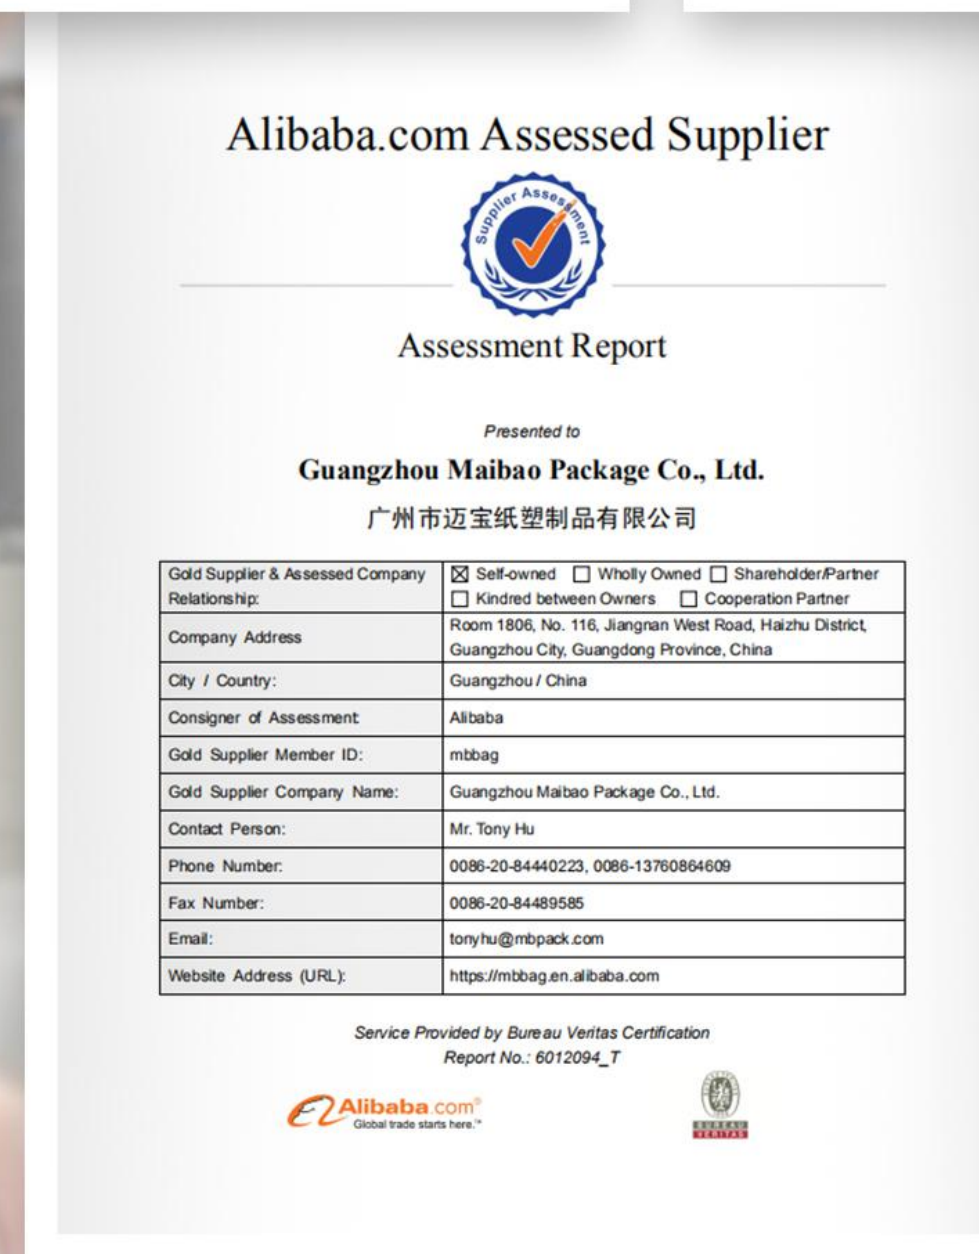 Alibaba.com Assessed Supplier
Supplier Assessment
Assessment Report
Presented to
Guangzhou Maibao Package Co., Ltd.
广州市迈宝纸塑制品有限公司
Gold Supplier & Assessed Company Relationship: ☒ Self-owned ☐ Wholly Owned ☐ Shareholder/Partner
☐ Kindred between Owners ☐ Cooperation Partner
Company Address Room 1806, No. 116, Jiangnan West Road, Haizhu District,
Guangzhou City, Guangdong Province, China
City / Country: Guangzhou / China
Consigner of Assessment: Alibaba
Gold Supplier Member ID: mbbag
Gold Supplier Company Name: Guangzhou Maibao Package Co., Ltd.
Contact Person: Mr. Tony Hu
Phone Number: 0086-20-84440223, 0086-13760864609
Fax Number: 0086-20-84489585
Email: tonyhu@mbpack.com
Website Address (URL): https://mbbag.en.alibaba.com
Service Provided by Bureau Veritas Certification
Report No.: 6012094_T
Alibaba.com®
Global trade starts here.™
BUREAU
VERITAS